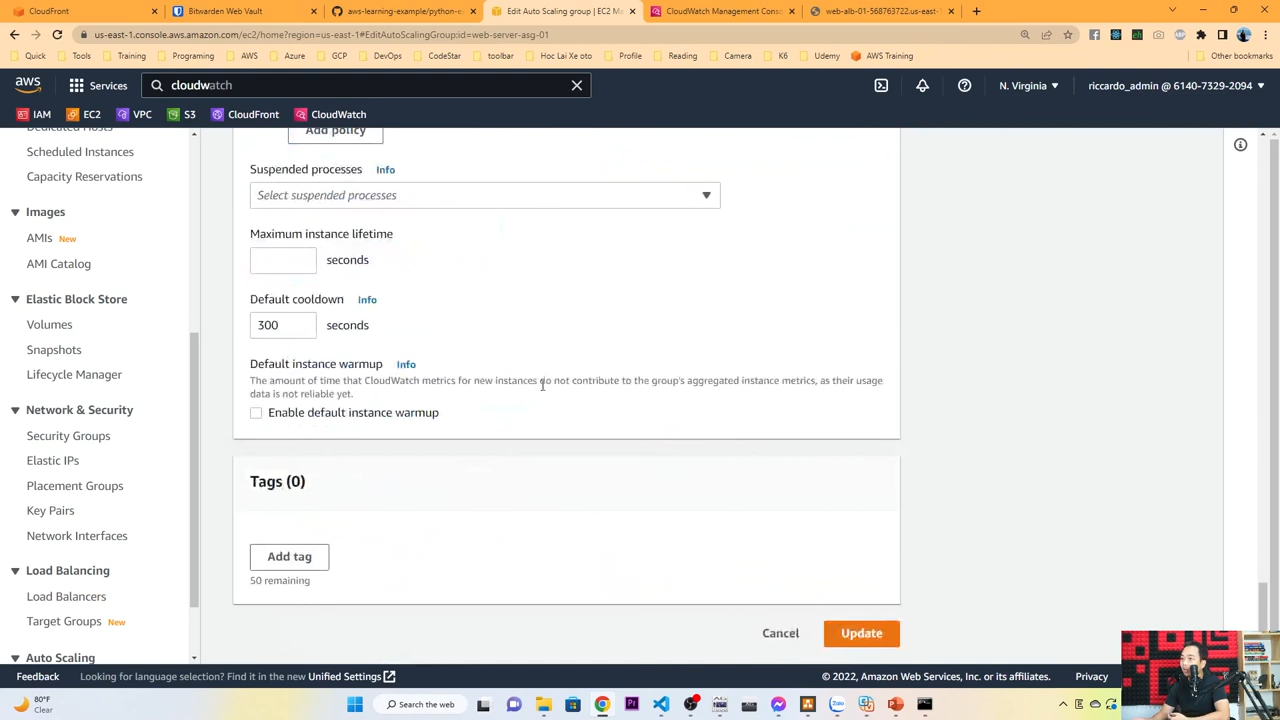 CloudFront
Bitwarden Web Vault
aws-learning-example/python-e
Edit Auto Scaling group | EC2 M
CloudWatch Management Cons
web-alb-01-568763722.us-east-1
us-east-1.console.aws.amazon.com/ec2/home?region=us-east-1#EditAutoScalingGroup:id=web-server-asg-01
Quick
Tools
Training
Programing
AWS
Azure
GCP
DevOps
CodeStar
toolbar
Hoc Lai Xe oto
Profile
Reading
Camera
K6
Udemy
AWS Training
Other bookmarks
aws
Services
cloudwatch
N. Virginia
riccardo_admin @ 6140-7329-2094
IAM
EC2
VPC
S3
CloudFront
CloudWatch
Dedicated Hosts
Scheduled Instances
Capacity Reservations
Images
AMIs New
AMI Catalog
Elastic Block Store
Volumes
Snapshots
Lifecycle Manager
Network & Security
Security Groups
Elastic IPs
Placement Groups
Key Pairs
Network Interfaces
Load Balancing
Load Balancers
Target Groups New
Auto Scaling
Add policy
Suspended processes Info
Select suspended processes
Maximum instance lifetime
seconds
Default cooldown Info
300 seconds
Default instance warmup Info
The amount of time that CloudWatch metrics for new instances do not contribute to the group's aggregated instance metrics, as their usage
data is not reliable yet.
Enable default instance warmup
Tags (0)
Add tag
50 remaining
Cancel
Update
Feedback
Looking for language selection? Find it in the new Unified Settings
© 2022, Amazon Web Services, Inc. or its affiliates.
Privacy
80°F
Clear
Search the web
Zalo